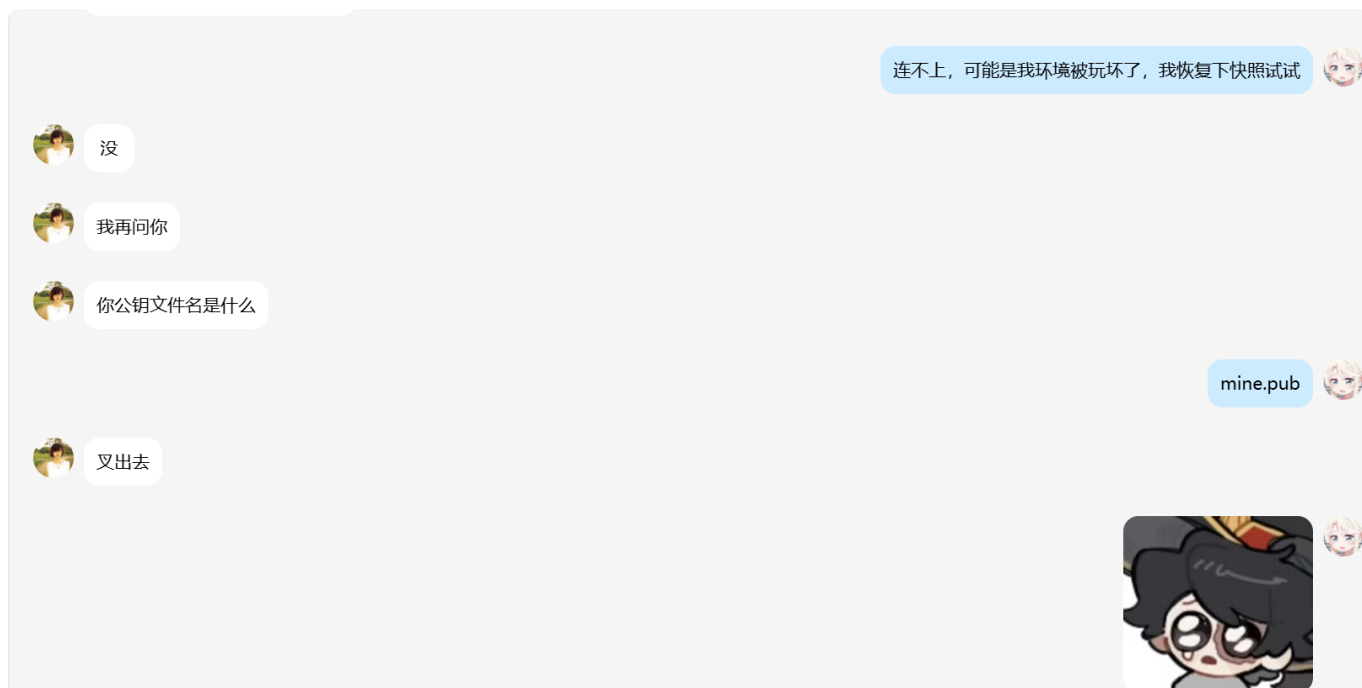 连不上，可能是我环境被玩坏了，我恢复下快照试试
没
我再问你
你公钥文件名是什么
mine.pub
叉出去